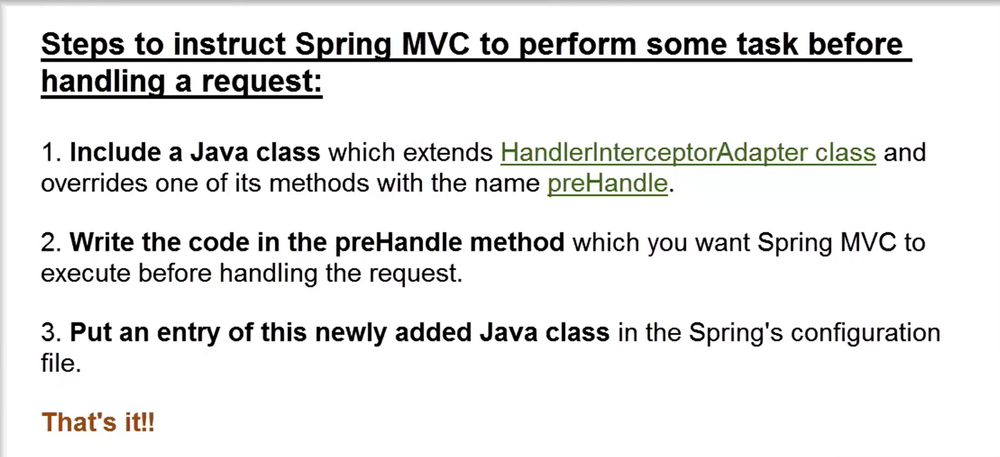 Steps to instruct Spring MVC to perform some task before
handling a request:
1. Include a Java class which extends HandlerInterceptorAdapter class and
overrides one of its methods with the name preHandle.
2. Write the code in the preHandle method which you want Spring MVC to
execute before handling the request.
3. Put an entry of this newly added Java class in the Spring's configuration
file.
That's it!!